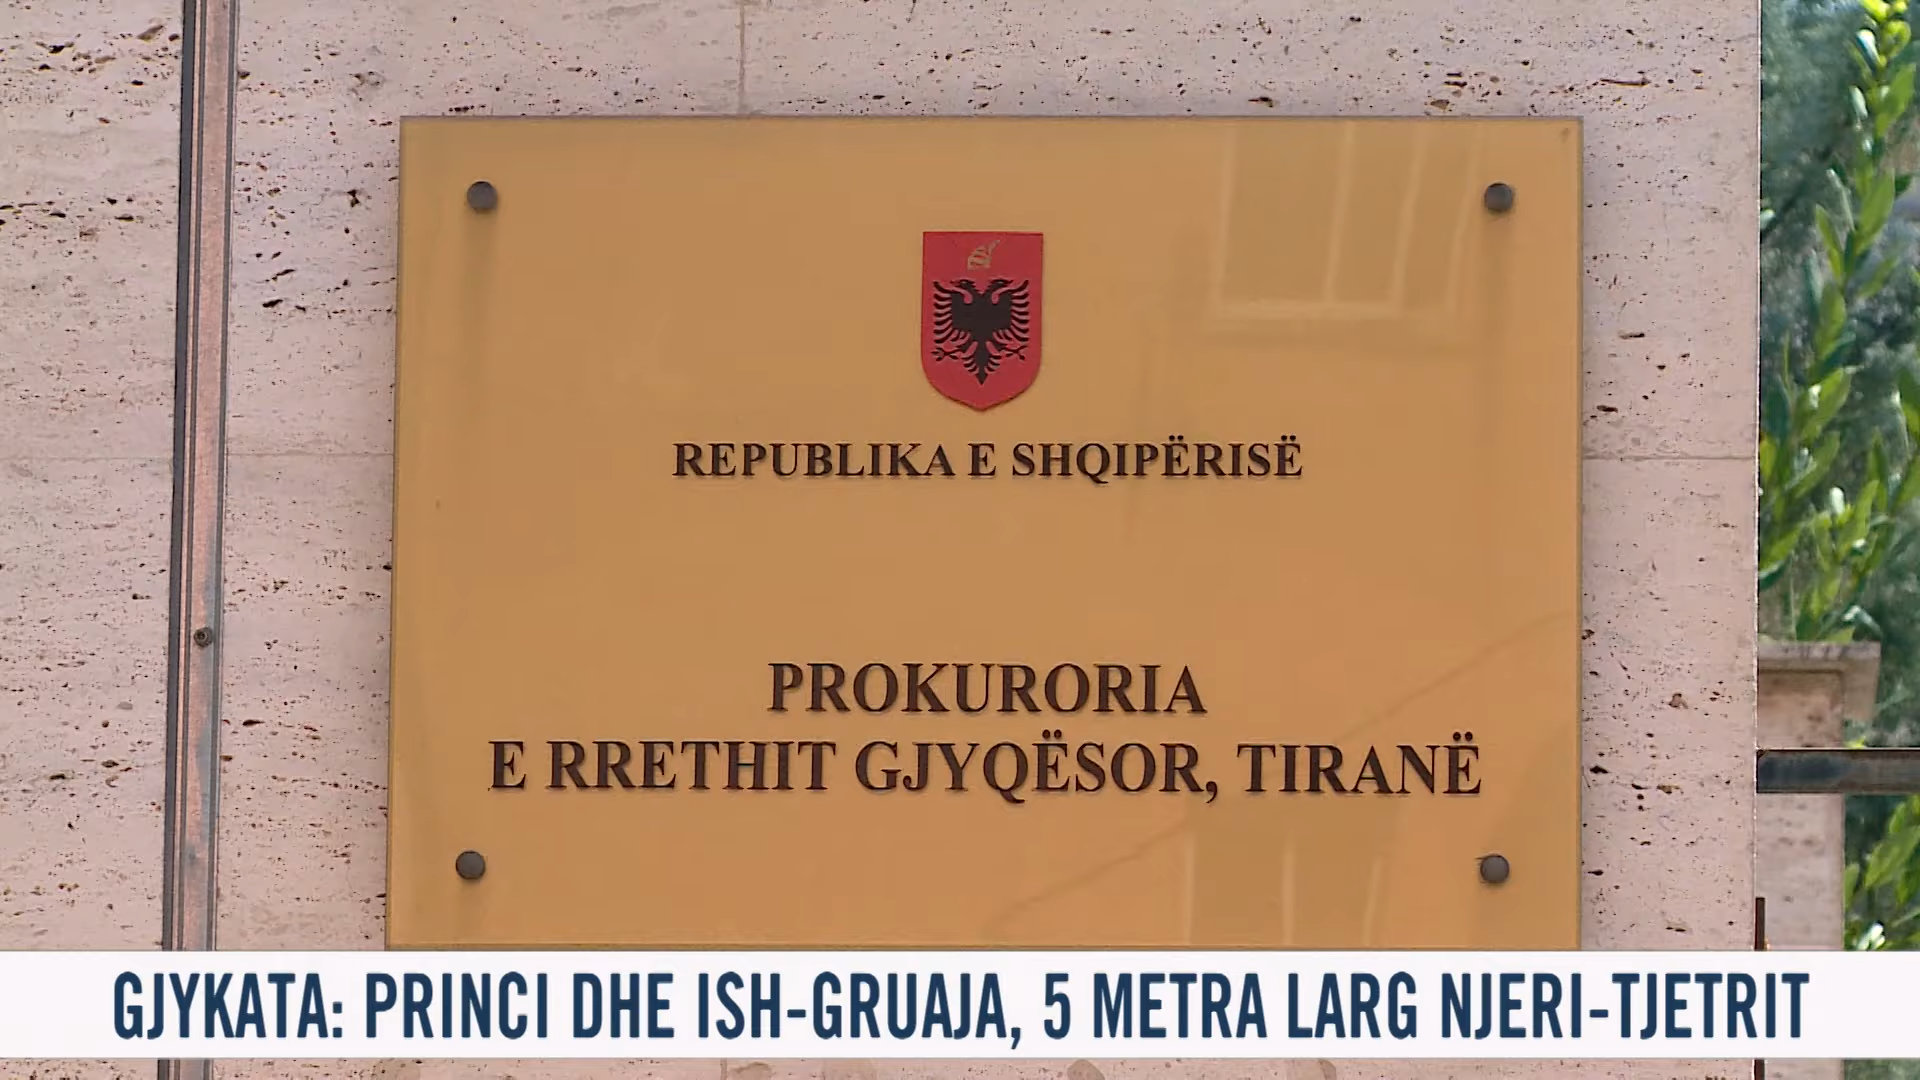 REPUBLIKA E SHQIPËRISË
PROKURORIA
E RRETHIT GJYQËSOR, TIRANË
GJYKATA: PRINCI DHE ISH-GRUAJA, 5 METRA LARG NJERI-TJETRIT